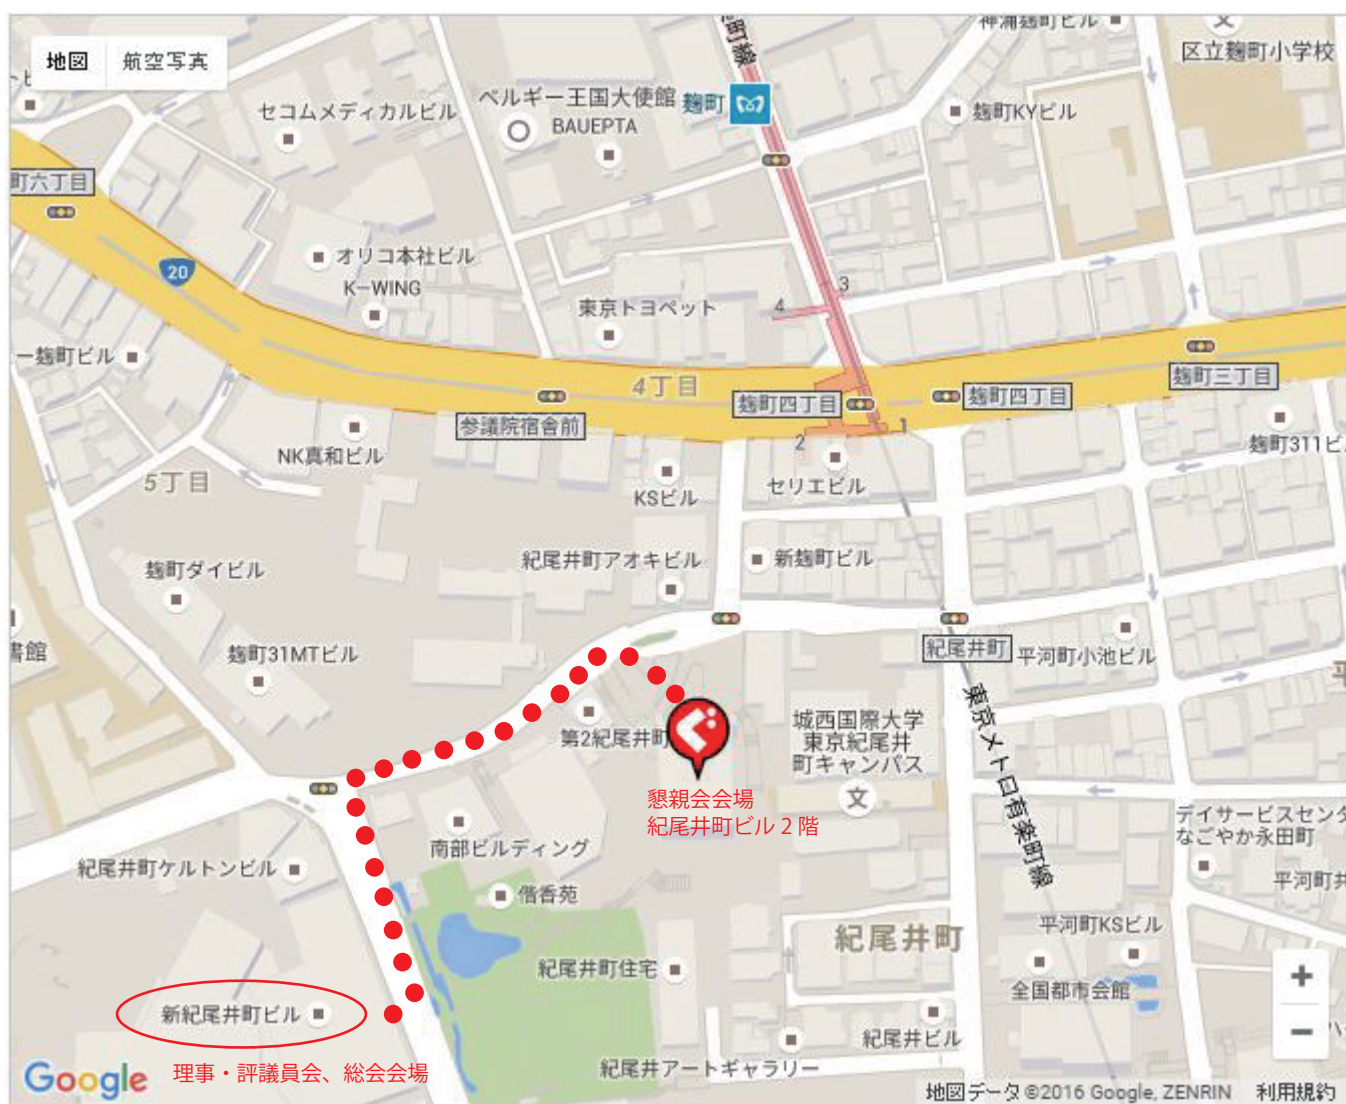 地図
航空写真
神浦麹町ビル
区立麹町小学校
町線
セコムメディカルビル
ベルギー王国大使館
麹町
BAUEPTA
麹町KYビル
町六丁目
20
オリコ本社ビル
K-WING
3
4
東京トヨペット
一麹町ビル
4丁目
麹町四丁目
麹町四丁目
麹町三丁目
参議院宿舎前
2
1
麹町311ビ
NK真和ビル
5丁目
KSビル
セリエビル
麹町ダイビル
紀尾井町アオキビル
新麹町ビル
書館
麹町31MTビル
紀尾井町
平河町小池ビル
平
第2紀尾井町
城西国際大学
東京紀尾井
町キャンパス
文
東京メトロ有楽町線
懇親会会場
紀尾井町ビル 2 階
南部ビルディング
デイサービスセンタ
なごやか永田町
紀尾井町ケルトンビル
偕香苑
平河町井
紀尾井町
平河町KSビル
紀尾井町住宅
全国都市会館
新紀尾井町ビル
紀尾井ビル
紀尾井アートギャラリー
Google
理事・評議員会、総会会場
地図データ ©2016 Google, ZENRIN
利用規約